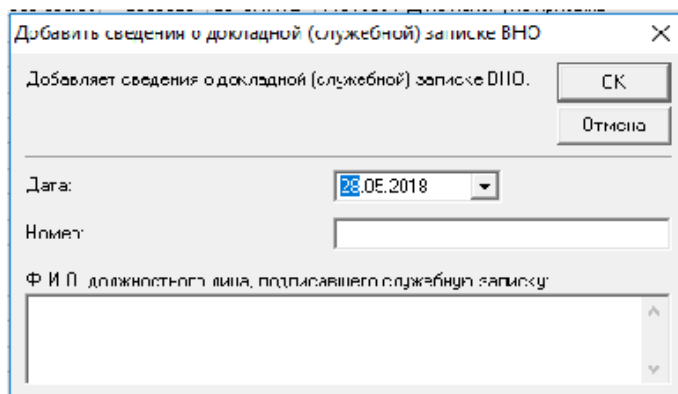 Добавить сведения о докладной (служебной) записке ВНО
Добавляет сведения о докладной (служебной) записке ВНО.
ОК
Отмена
Дата:
28.05.2018
Номер:
Ф.И.О. должностного лица, подписавшего служебную записку: